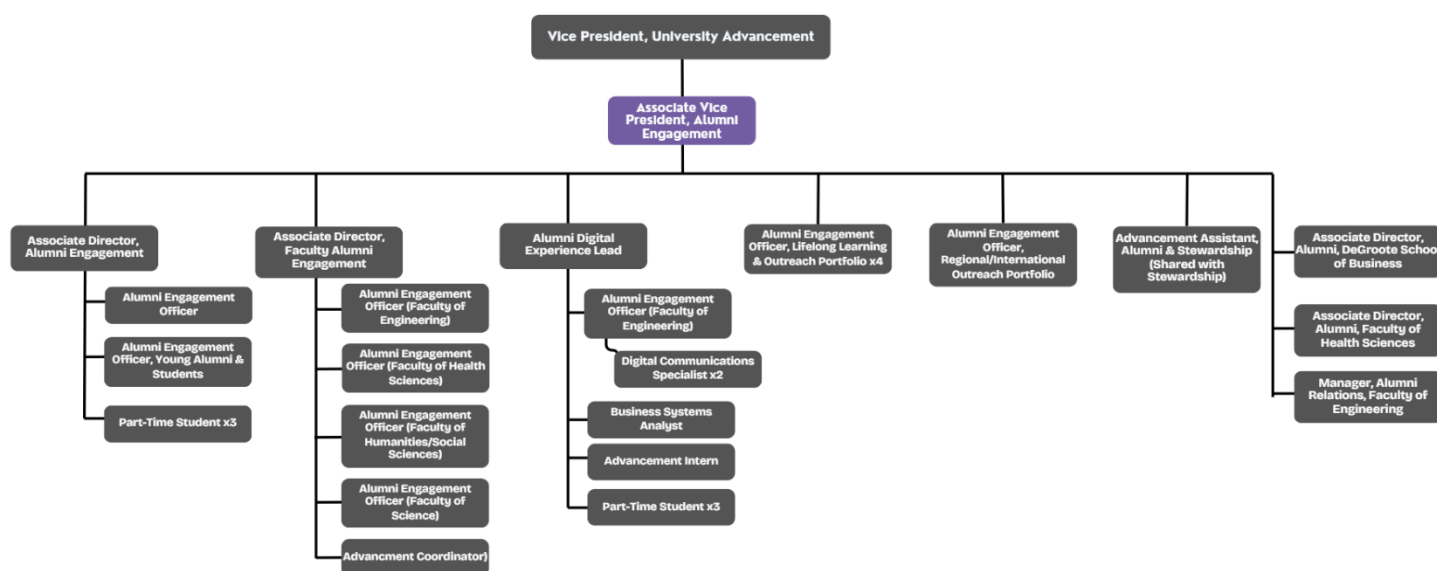 Vice President, University Advancement
Associate Vice
President, Alumni
Engagement
Associate Director,
Alumni Engagement
Alumni Engagement
Officer
Alumni Engagement
Officer, Young Alumni &
Students
Part-Time Student x3
Associate Director,
Faculty Alumni
Engagement
Alumni Engagement
Officer (Faculty of
Engineering)
Alumni Engagement
Officer (Faculty of Health
Sciences)
Alumni Engagement
Officer (Faculty of
Humanities/Social
Sciences)
Alumni Engagement
Officer (Faculty of
Science)
Advancment Coordinator)
Alumni Digital
Experience Lead
Alumni Engagement
Officer (Faculty of
Engineering)
Digital Communications
Specialist x2
Business Systems
Analyst
Advancement Intern
Part-Time Student x3
Alumni Engagement
Officer, Lifelong Learning
& Outreach Portfolio x4
Alumni Engagement
Officer,
Regional/International
Outreach Portfolio
Advancement Assistant,
Alumni & Stewardship
(Shared with
Stewardship)
Associate Director,
Alumni, DeGroote School
of Business
Associate Director,
Alumni, Faculty of
Health Sciences
Manager, Alumni
Relations, Faculty of
Engineering